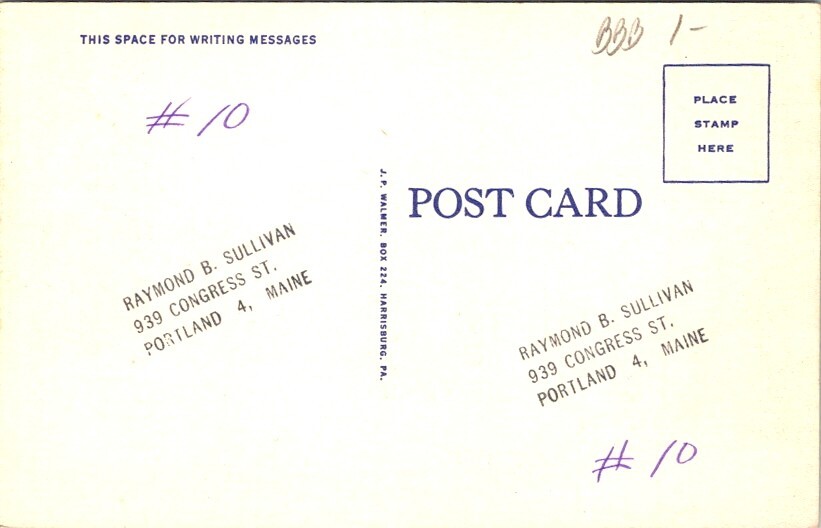 THIS SPACE FOR WRITING MESSAGES
BBB 1-
PLACE
STAMP
HERE
# 10
J. P. WALMER, BOX 224, HARRISBURG, PA.
POST CARD
RAYMOND B. SULLIVAN
939 CONGRESS ST.
PORTLAND 4, MAINE
RAYMOND B. SULLIVAN
939 CONGRESS ST.
PORTLAND 4, MAINE
# 10